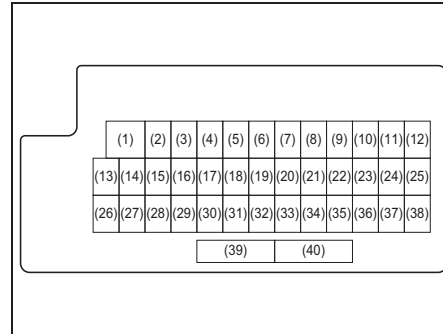 (1) (2) (3) (4) (5) (6) (7) (8) (9) (10) (11) (12)
(13) (14) (15) (16) (17) (18) (19) (20) (21) (22) (23) (24) (25)
(26) (27) (28) (29) (30) (31) (32) (33) (34) (35) (36) (37) (38)
(39) (40)